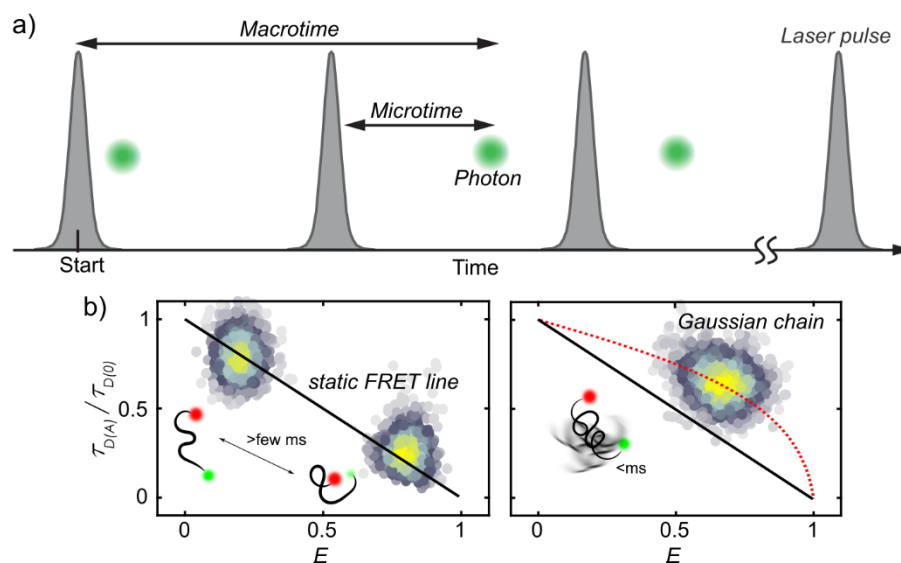 a)
Macrotime
Laser pulse
Microtime
Photon
Start
Time
b)
τD(A) / τD(0)
1
0.5
0
static FRET line
>few ms
0
0.5
1
E
Gaussian chain
<ms
0
0.5
1
E